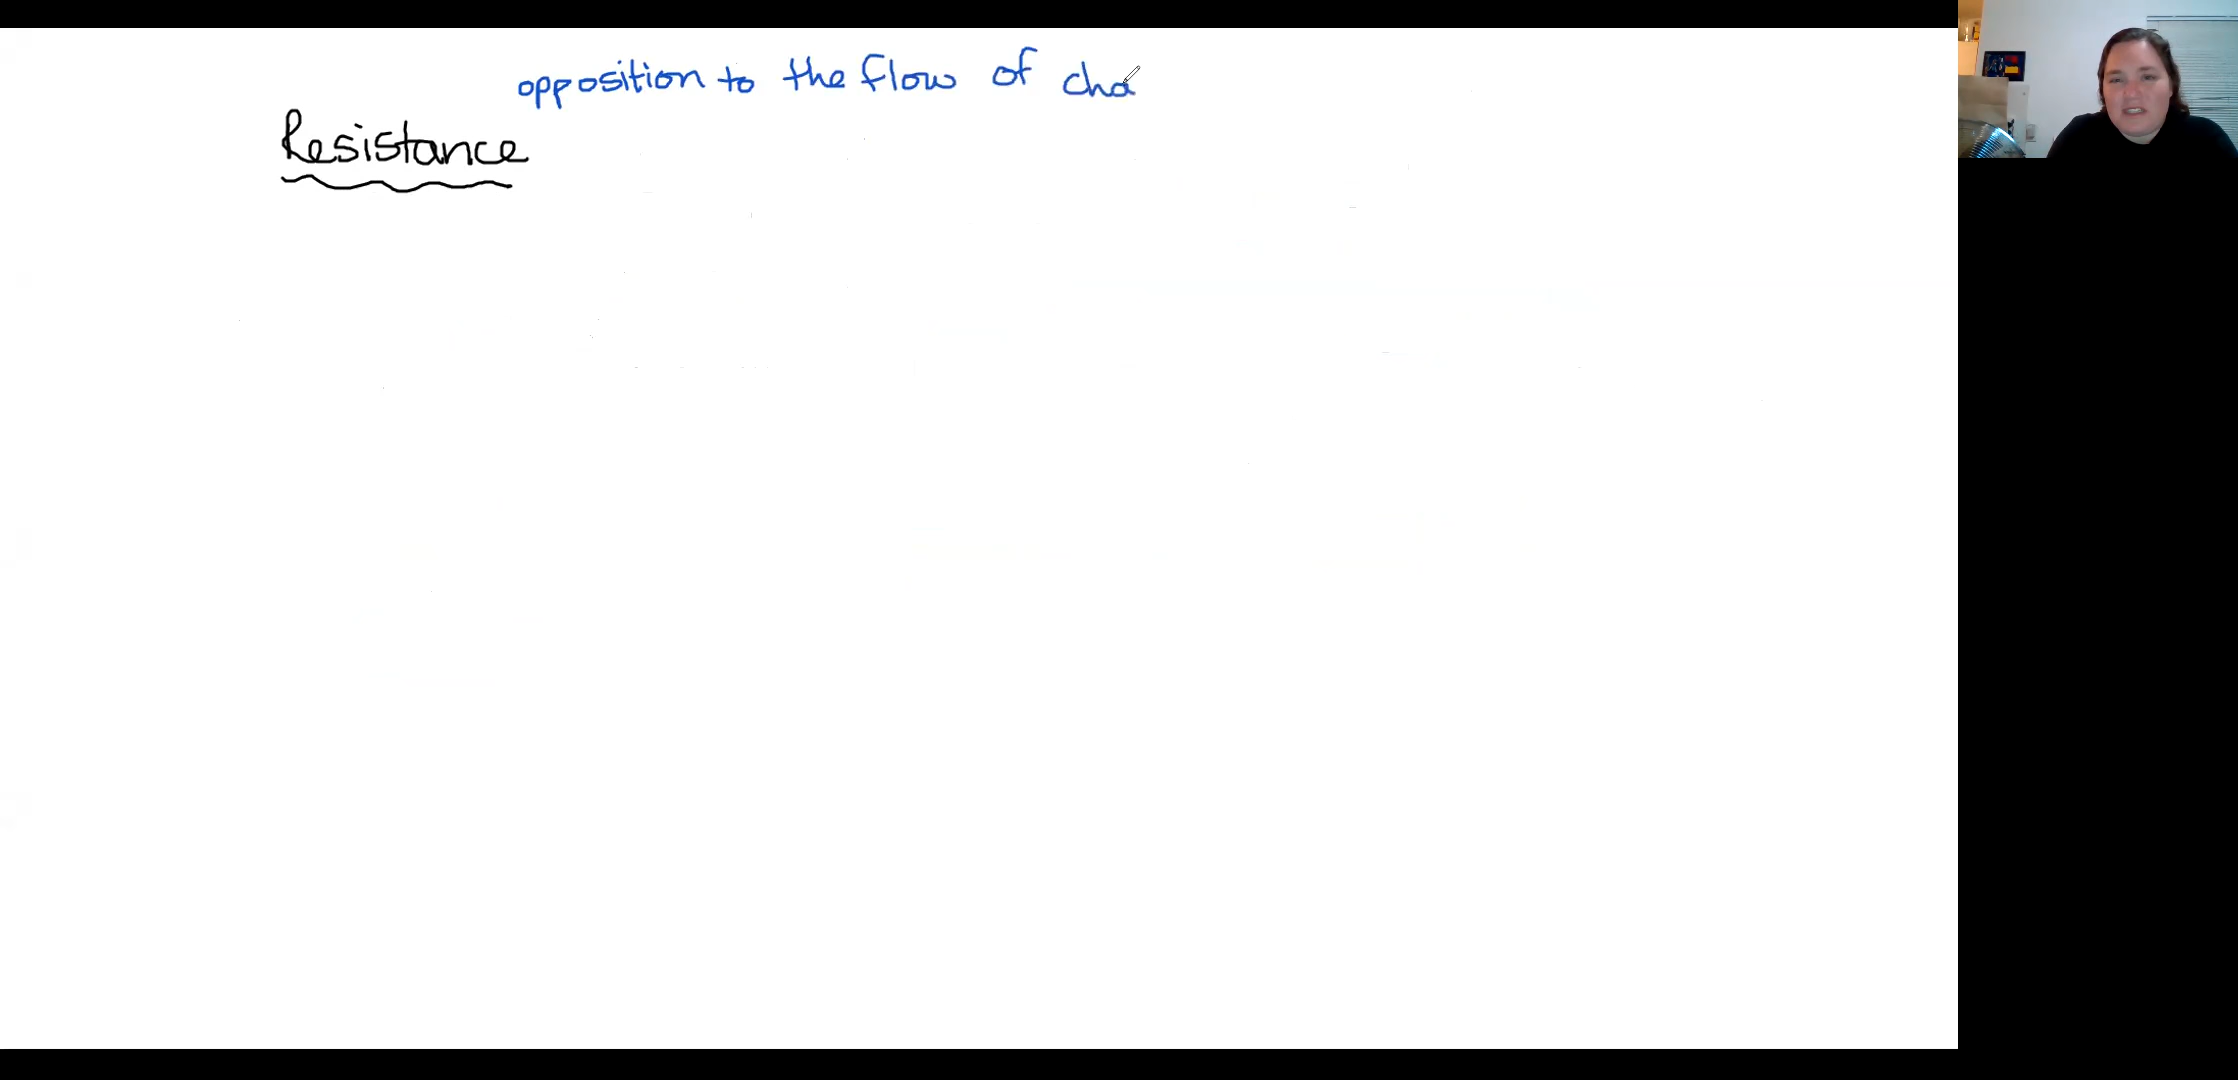 opposition to the flow of cha
Resistance